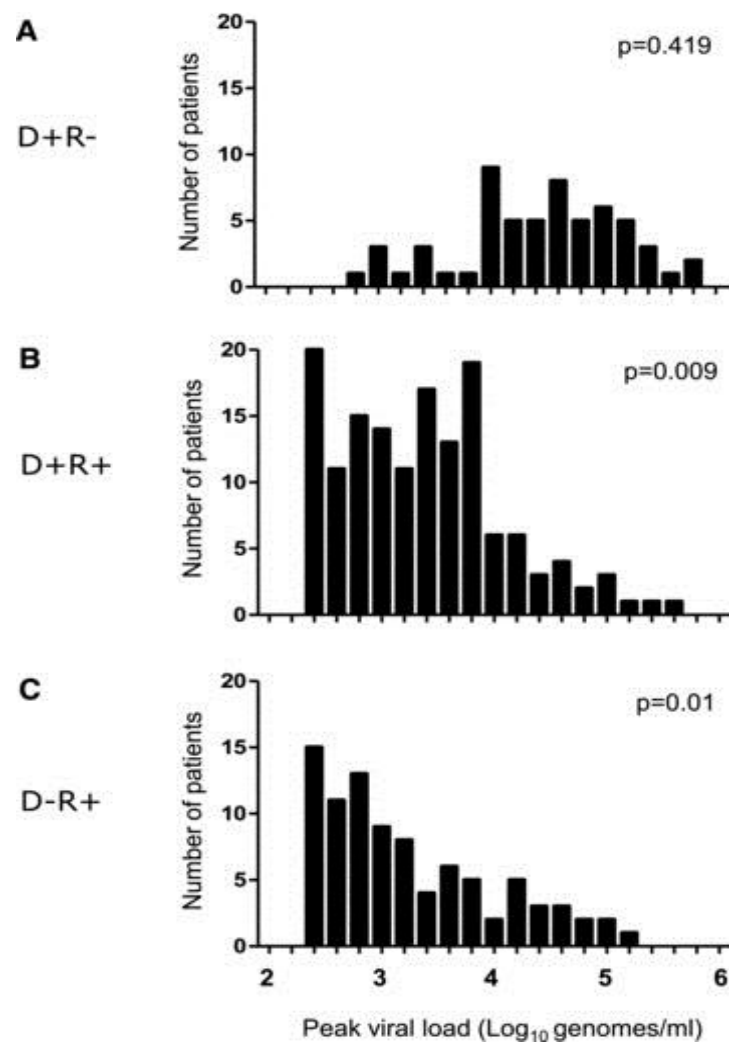 A
p=0.419
D+R-
Number of patients
20
15
10
5
0
B
p=0.009
D+R+
Number of patients
20
15
10
5
0
C
p=0.01
D-R+
Number of patients
20
15
10
5
0
2 3 4 5 6
Peak viral load (Log10 genomes/ml)